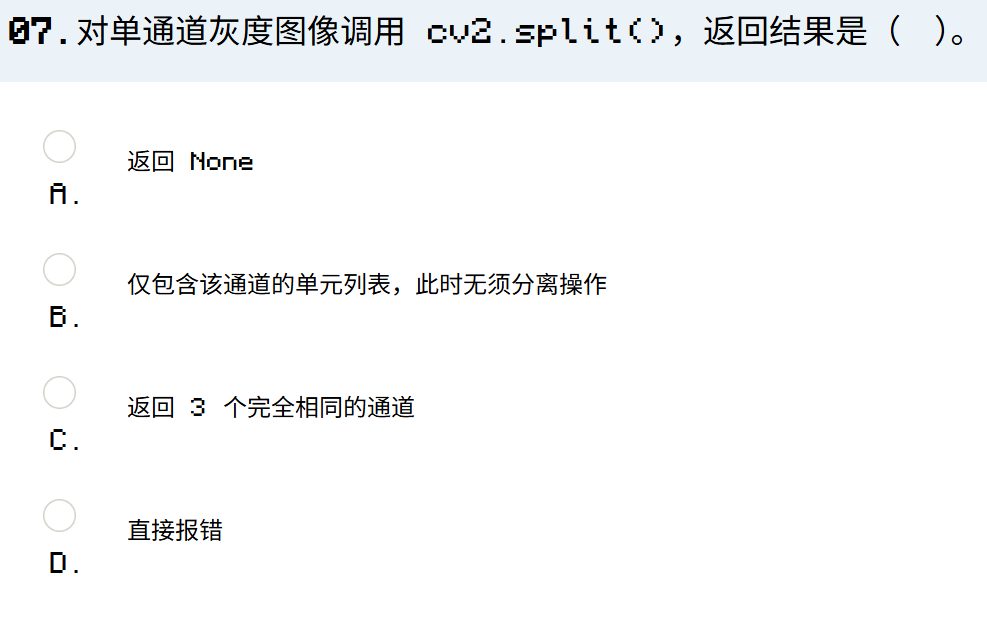 07.对单通道灰度图像调用 cv2.split()，返回结果是（ ）。
返回 None
A.
仅包含该通道的单元列表，此时无须分离操作
B.
返回 3 个完全相同的通道
C.
直接报错
D.